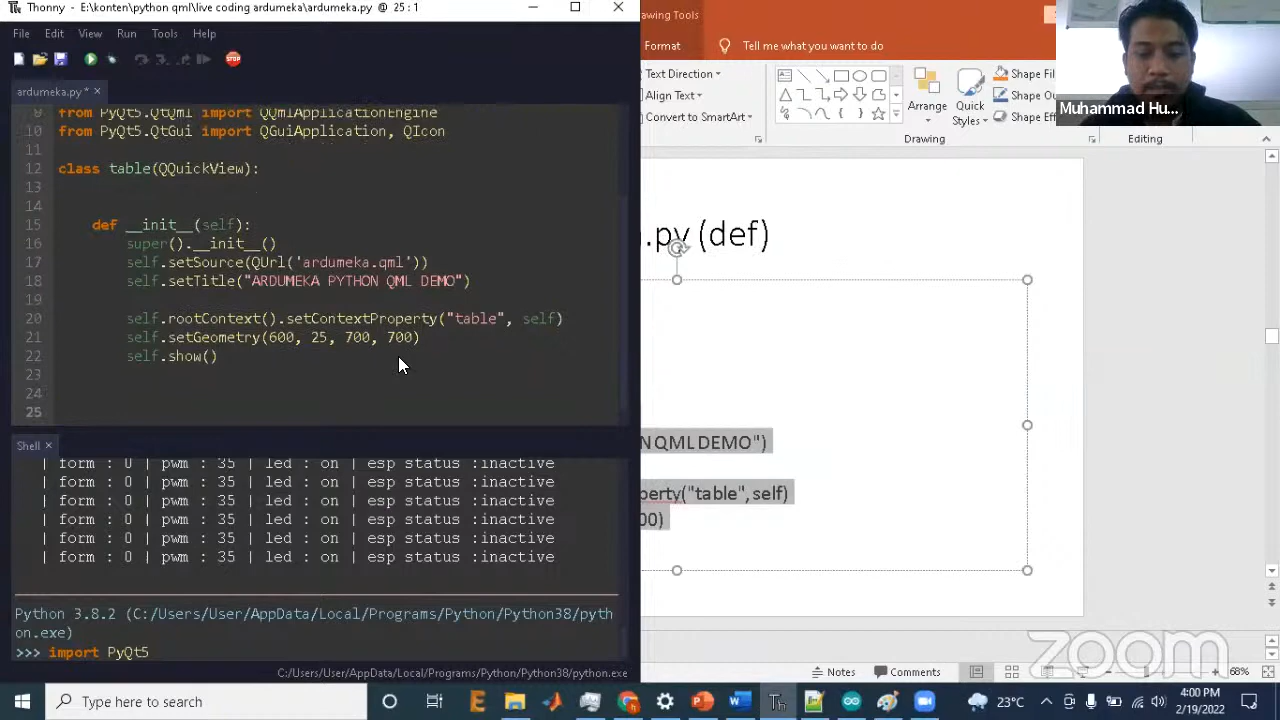 Thonny - E:\konten\python qml\live coding ardumeka\ardumeka.py @ 25 : 1
File Edit View Run Tools Help
STOP
ardumeka.py *
9 from PyQt5.QtQml import QQmlApplicationEngine
10 from PyQt5.QtGui import QGuiApplication, QIcon
11
12 class table(QQuickView):
13
14
15 def __init__(self):
16 super().__init__()
17 self.setSource(QUrl('ardumeka.qml'))
18 self.setTitle("ARDUMEKA PYTHON QML DEMO")
19
20 self.rootContext().setContextProperty("table", self)
21 self.setGeometry(600, 25, 700, 700)
22 self.show()
23
24
25
Shell
| form : 0 | pwm : 35 | led : on | esp status :inactive
| form : 0 | pwm : 35 | led : on | esp status :inactive
| form : 0 | pwm : 35 | led : on | esp status :inactive
| form : 0 | pwm : 35 | led : on | esp status :inactive
| form : 0 | pwm : 35 | led : on | esp status :inactive
| form : 0 | pwm : 35 | led : on | esp status :inactive
Python 3.8.2 (C:/Users/User/AppData/Local/Programs/Python/Python38/pyth
on.exe)
>>> import PyQt5
C:/Users/User/AppData/Local/Programs/Python/Python38/python.exe
Drawing Tools
Format Tell me what you want to do
Text Direction
Align Text
Convert to SmartArt
Arrange
Quick
Styles
Shape Fil
Shape Ou
Shape Eff
Drawing
Editing
Muhammad Hu...
.py (def)
N QML DEMO")
perty("table", self)
00)
zoom
Notes Comments 68%
Type here to search
23°C
4:00 PM
2/19/2022